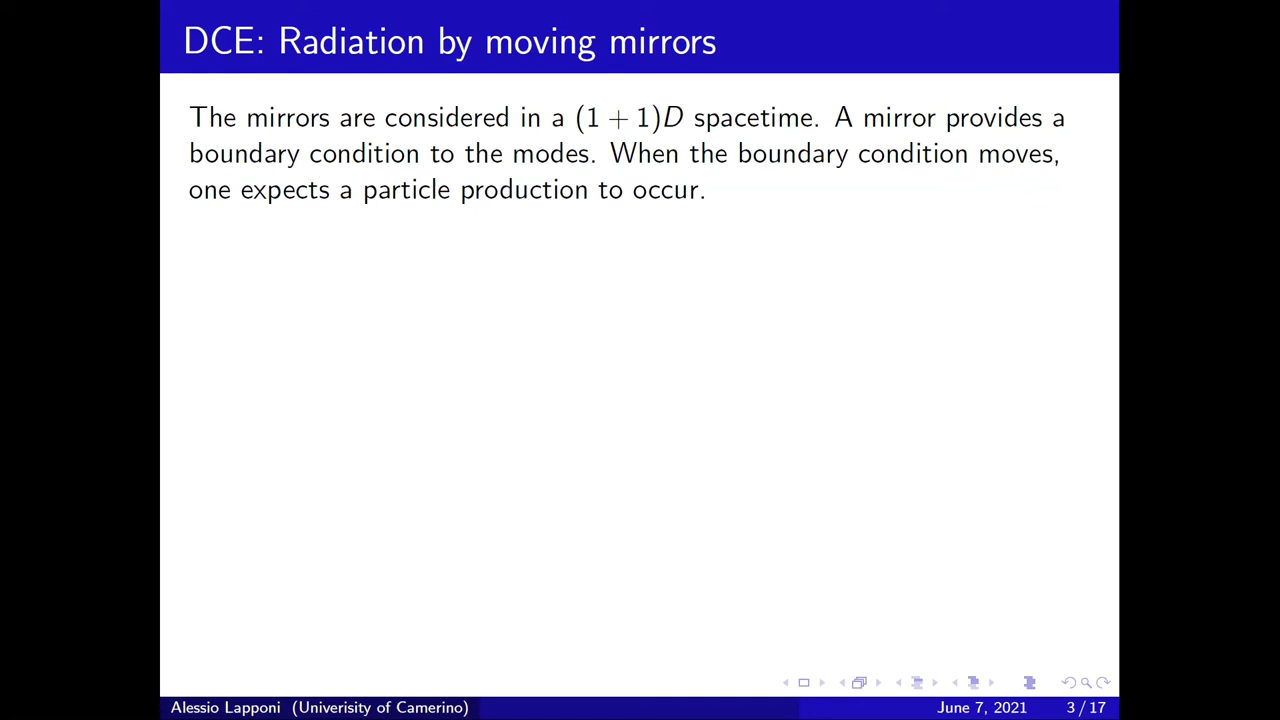 DCE: Radiation by moving mirrors
The mirrors are considered in a (1 + 1)D spacetime. A mirror provides a
boundary condition to the modes. When the boundary condition moves,
one expects a particle production to occur.
Alessio Lapponi (Univerisity of Camerino) June 7, 2021 3 / 17